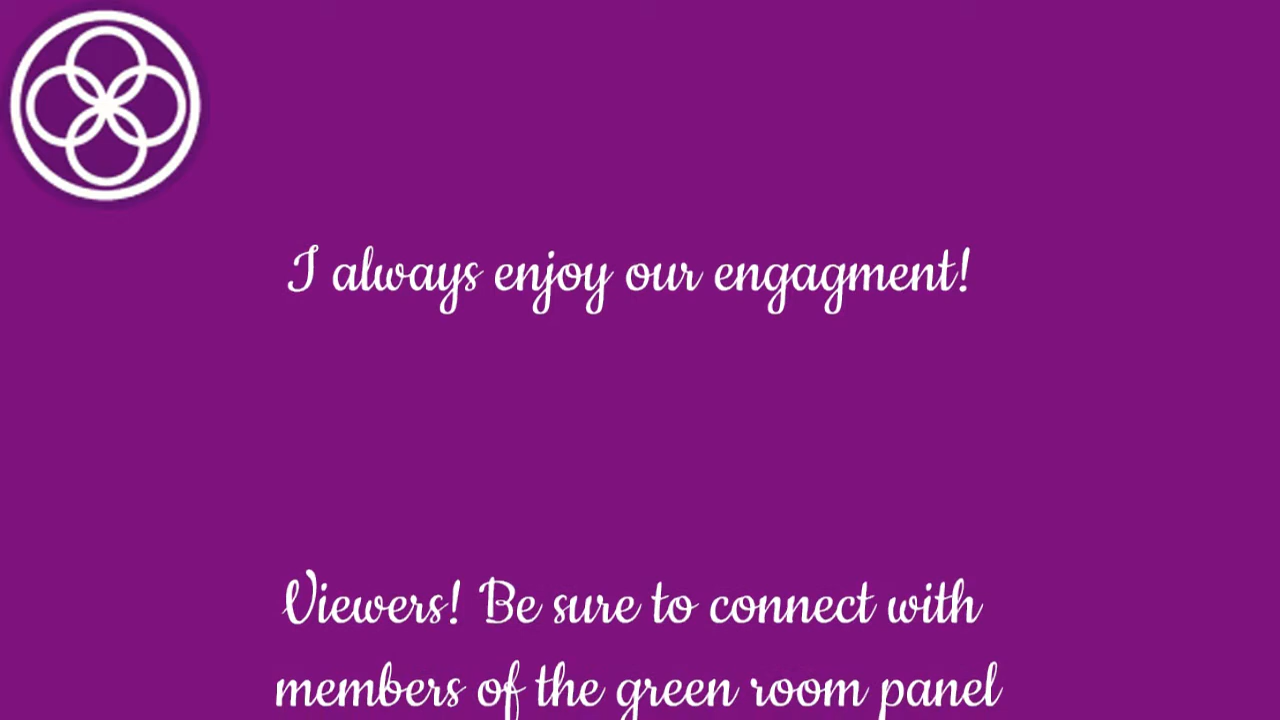 I always enjoy our engagment!
Viewers! Be sure to connect with
members of the green room panel